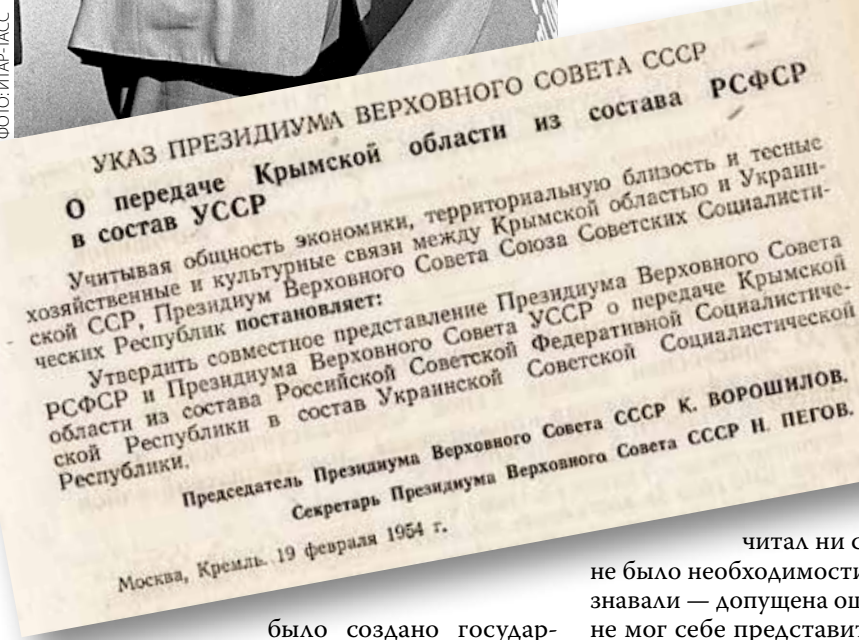 ФОТО: ИТАР-ТАСС
УКАЗ ПРЕЗИДИУМА ВЕРХОВНОГО СОВЕТА СССР
О передаче Крымской области из состава РСФСР
в состав УССР
Учитывая общность экономики, территориальную близость и тесные
хозяйственные и культурные связи между Крымской областью и Украин-
ской ССР, Президиум Верховного Совета Союза Советских Социалисти-
ческих Республик постановляет:
Утвердить совместное представление Президиума Верховного Совета
РСФСР и Президиума Верховного Совета УССР о передаче Крымской
области из состава Российской Советской Федеративной Социалистиче-
ской Республики в состав Украинской Советской Социалистической
Республики.
Председатель Президиума Верховного Совета СССР К. ВОРОШИЛОВ.
Секретарь Президиума Верховного Совета СССР Н. ПЕГОВ.
Москва, Кремль. 19 февраля 1954 г.
было создано государ-
читал ни
не было необходимости
знавали — допущена
не мог себе представит